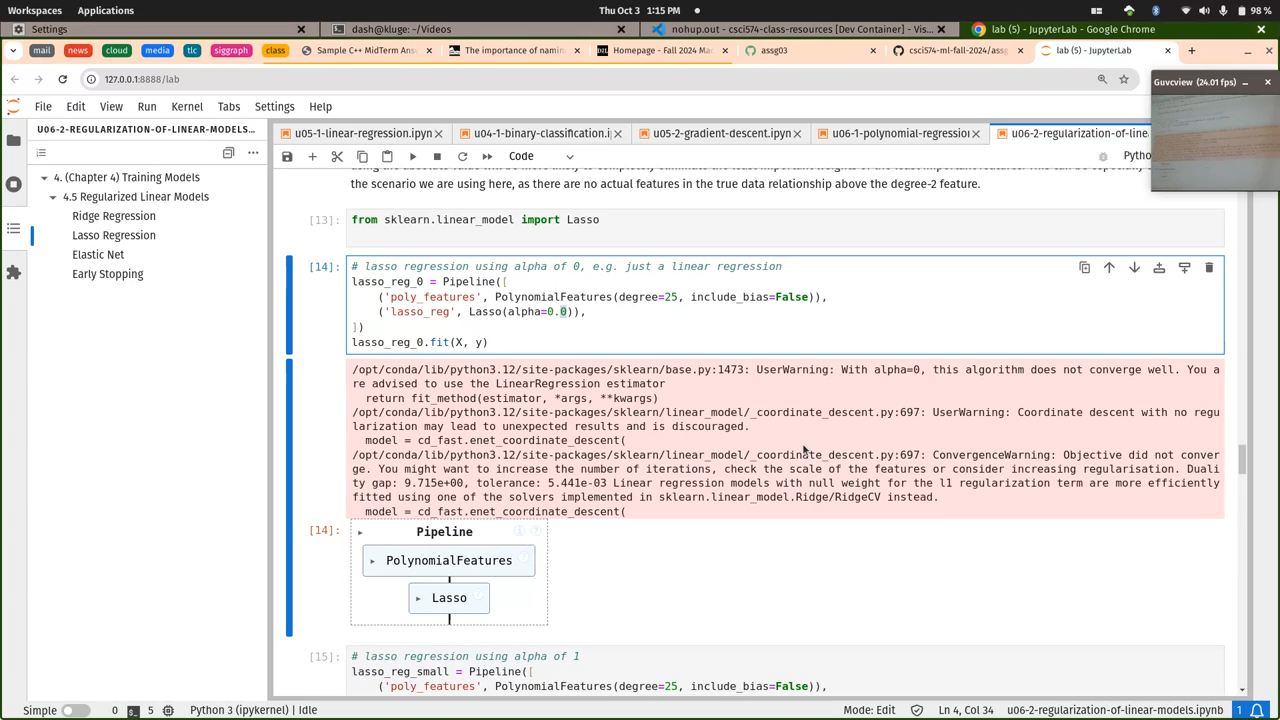 Workspaces Applications Thu Oct 3 1:15 PM 98 %
Settings dash@kluge: ~/Videos nohup.out - csci574-class-resources [Dev Container] - Vis... lab (5) - JupyterLab - Google Chrome
mail news cloud media tlc siggraph class Sample C++ MidTerm Ans The importance of namin Homepage - Fall 2024 Ma assg03 csci574-ml-fall-2024/assg lab (5) - JupyterLab
127.0.0.1:8888/lab
Guvcview (24.01 fps)
File Edit View Run Kernel Tabs Settings Help
U06-2-REGULARIZATION-OF-LINEAR-MODELS...
u05-1-linear-regression.ipynb u04-1-binary-classification.i u05-2-gradient-descent.ipynb u06-1-polynomial-regression u06-2-regularization-of-line
Code Pytho
4. (Chapter 4) Training Models
4.5 Regularized Linear Models
Ridge Regression
Lasso Regression
Elastic Net
Early Stopping
the scenario we are using here, as there are no actual features in the true data relationship above the degree-2 feature.
[13]: from sklearn.linear_model import Lasso
[14]: # lasso regression using alpha of 0, e.g. just a linear regression
lasso_reg_0 = Pipeline([
('poly_features', PolynomialFeatures(degree=25, include_bias=False)),
('lasso_reg', Lasso(alpha=0.0)),
])
lasso_reg_0.fit(X, y)
/opt/conda/lib/python3.12/site-packages/sklearn/base.py:1473: UserWarning: With alpha=0, this algorithm does not converge well. You a
re advised to use the LinearRegression estimator
return fit_method(estimator, *args, **kwargs)
/opt/conda/lib/python3.12/site-packages/sklearn/linear_model/_coordinate_descent.py:697: UserWarning: Coordinate descent with no regu
larization may lead to unexpected results and is discouraged.
model = cd_fast.enet_coordinate_descent(
/opt/conda/lib/python3.12/site-packages/sklearn/linear_model/_coordinate_descent.py:697: ConvergenceWarning: Objective did not conver
ge. You might want to increase the number of iterations, check the scale of the features or consider increasing regularisation. Duali
ty gap: 9.715e+00, tolerance: 5.441e-03 Linear regression models with null weight for the l1 regularization term are more efficiently
fitted using one of the solvers implemented in sklearn.linear_model.Ridge/RidgeCV instead.
model = cd_fast.enet_coordinate_descent(
[14]: Pipeline
PolynomialFeatures
Lasso
[15]: # lasso regression using alpha of 1
lasso_reg_small = Pipeline([
('poly_features', PolynomialFeatures(degree=25, include_bias=False)),
Simple 0 5 Python 3 (ipykernel) | Idle Mode: Edit Ln 4, Col 34 u06-2-regularization-of-linear-models.ipynb 1